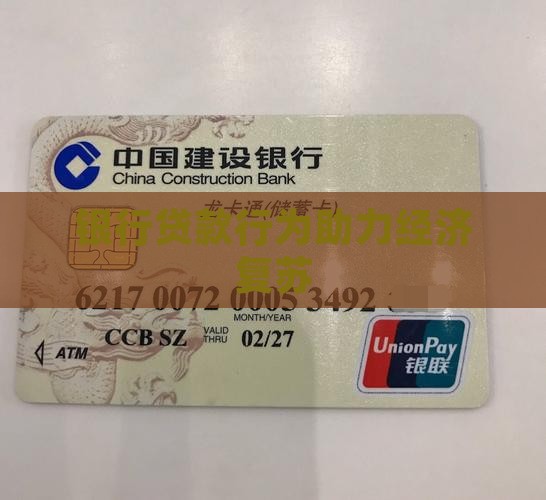 中国建设银行
China Construction Bank
龙卡通(储蓄卡)
银行贷款行为助力经济
复苏
6217 0072 0005 3492
MONTH/YEAR
CCB SZ VALID THRU 02/27
ATM
UnionPay
银联